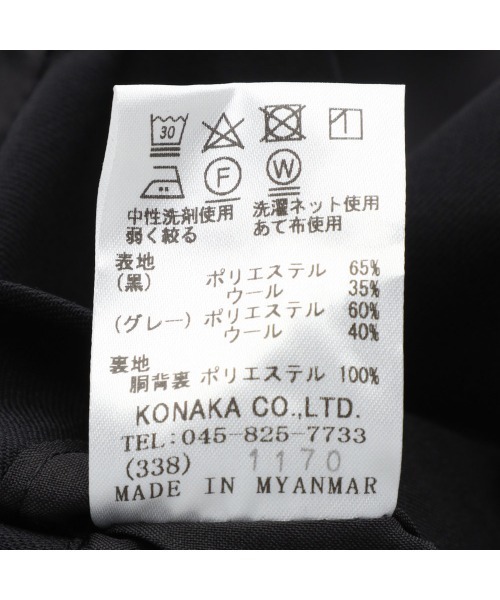 30
F W
中性洗剤使用 洗濯ネット使用
弱く絞る あて布使用
表地
(黒) ポリエステル 65%
ウール 35%
(グレー) ポリエステル 60%
ウール 40%
裏地
胴背裏 ポリエステル 100%
KONAKA CO.,LTD.
TEL:045-825-7733
(338) 1170
MADE IN MYANMAR